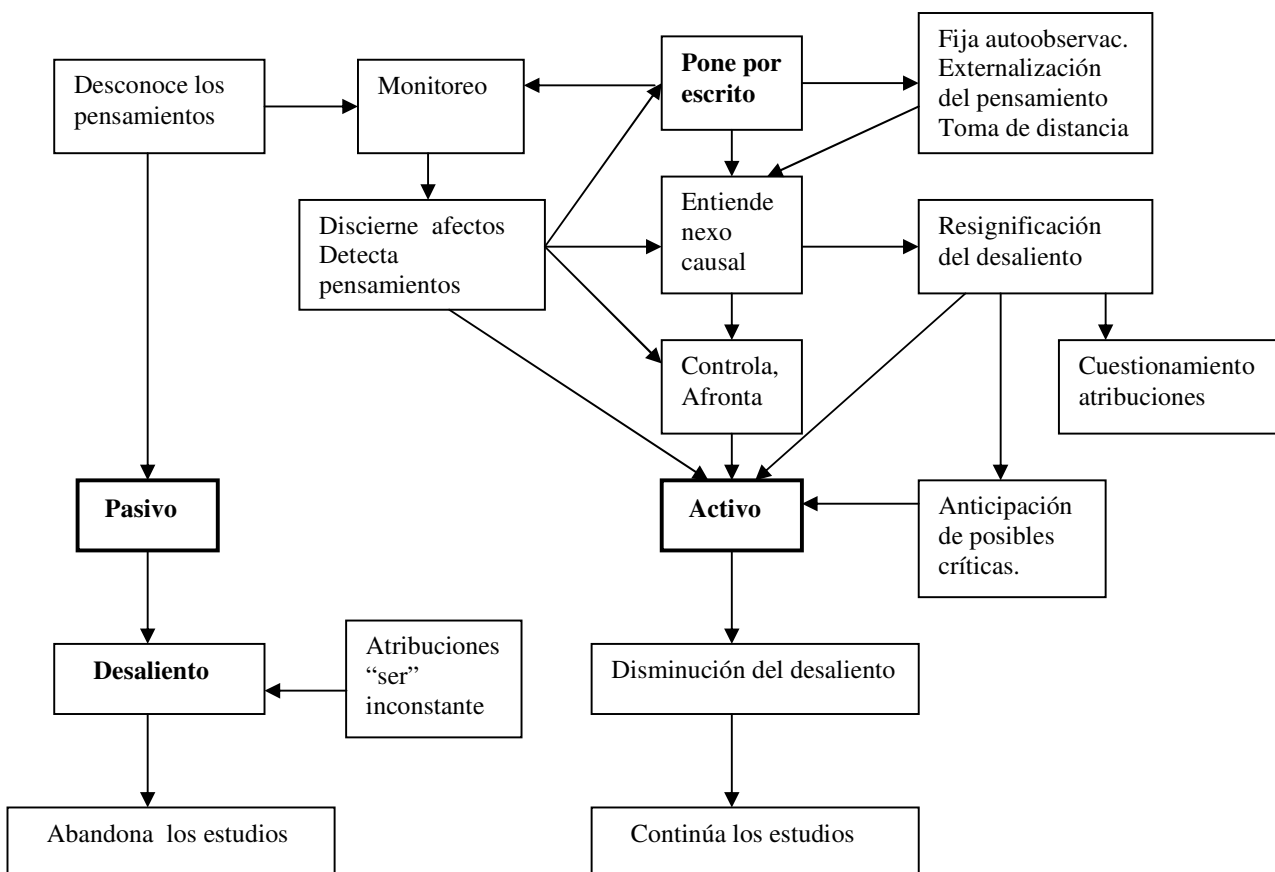 Desconoce los
pensamientos
Monitoreo
Pone por
escrito
Fija autoobservac.
Externalización
del pensamiento
Toma de distancia
Discierne afectos
Detecta
pensamientos
Entiende
nexo
causal
Resignificación
del desaliento
Controla,
Afronta
Cuestionamiento
atribuciones
Pasivo
Activo
Anticipación
de posibles
críticas.
Desaliento
Atribuciones
“ser”
inconstante
Disminución del desaliento
Abandona los estudios
Continúa los estudios